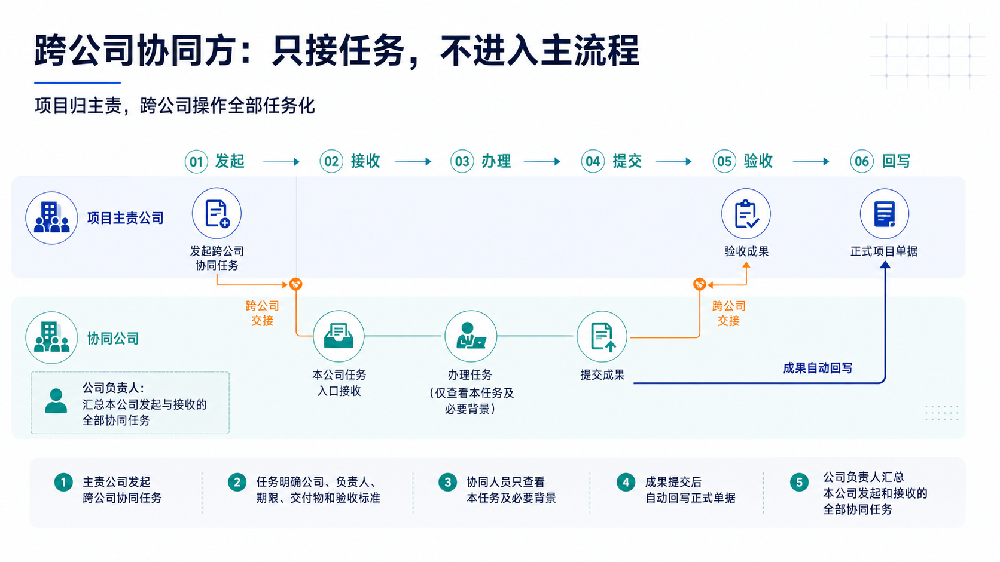 跨公司协同方：只接任务，不进入主流程
项目归主责，跨公司操作全部任务化
01 发起
02 接收
03 办理
04 提交
05 验收
06 回写
项目主责公司
发起跨公司
协同任务
验收成果
正式项目单据
跨公司
交接
跨公司
交接
协同公司
本公司任务
入口接收
办理任务
（仅查看本任务及
必要背景）
提交成果
成果自动回写
公司负责人：
汇总本公司发起与接收的
全部协同任务
1 主责公司发起
跨公司协同任务
2 任务明确公司、负责人、
期限、交付物和验收标准
3 协同人员只查看
本任务及必要背景
4 成果提交后
自动回写正式单据
5 公司负责人汇总
本公司发起和接收的
全部协同任务